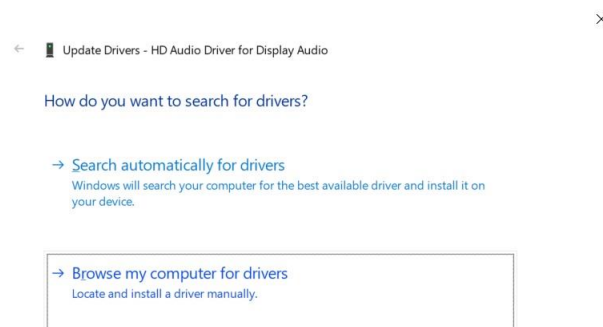 Update Drivers - HD Audio Driver for Display Audio
How do you want to search for drivers?
Search automatically for drivers
Windows will search your computer for the best available driver and install it on
your device.
Browse my computer for drivers
Locate and install a driver manually.